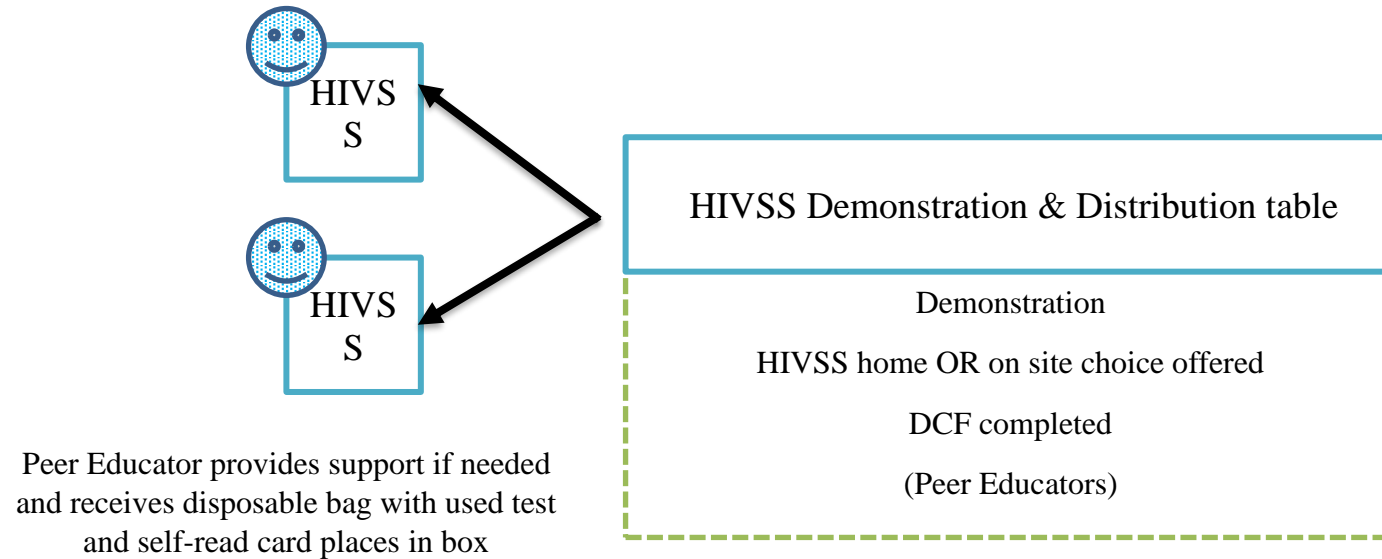 HIVS
S
HIVS
S
Peer Educator provides support if needed
and receives disposable bag with used test
and self-read card places in box
HIVSS Demonstration & Distribution table
Demonstration
HIVSS home OR on site choice offered
DCF completed
(Peer Educators)